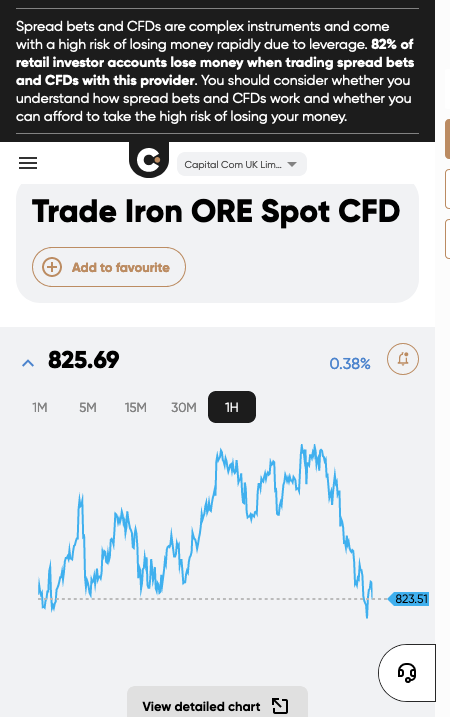 Spread bets and CFDs are complex instruments and come
with a high risk of losing money rapidly due to leverage. 82% of
retail investor accounts lose money when trading spread bets
and CFDs with this provider. You should consider whether you
understand how spread bets and CFDs work and whether you
can afford to take the high risk of losing your money.
Capital Com UK Lim...
Trade Iron ORE Spot CFD
Add to favourite
825.69
0.38%
1M 5M 15M 30M 1H
823.51
View detailed chart